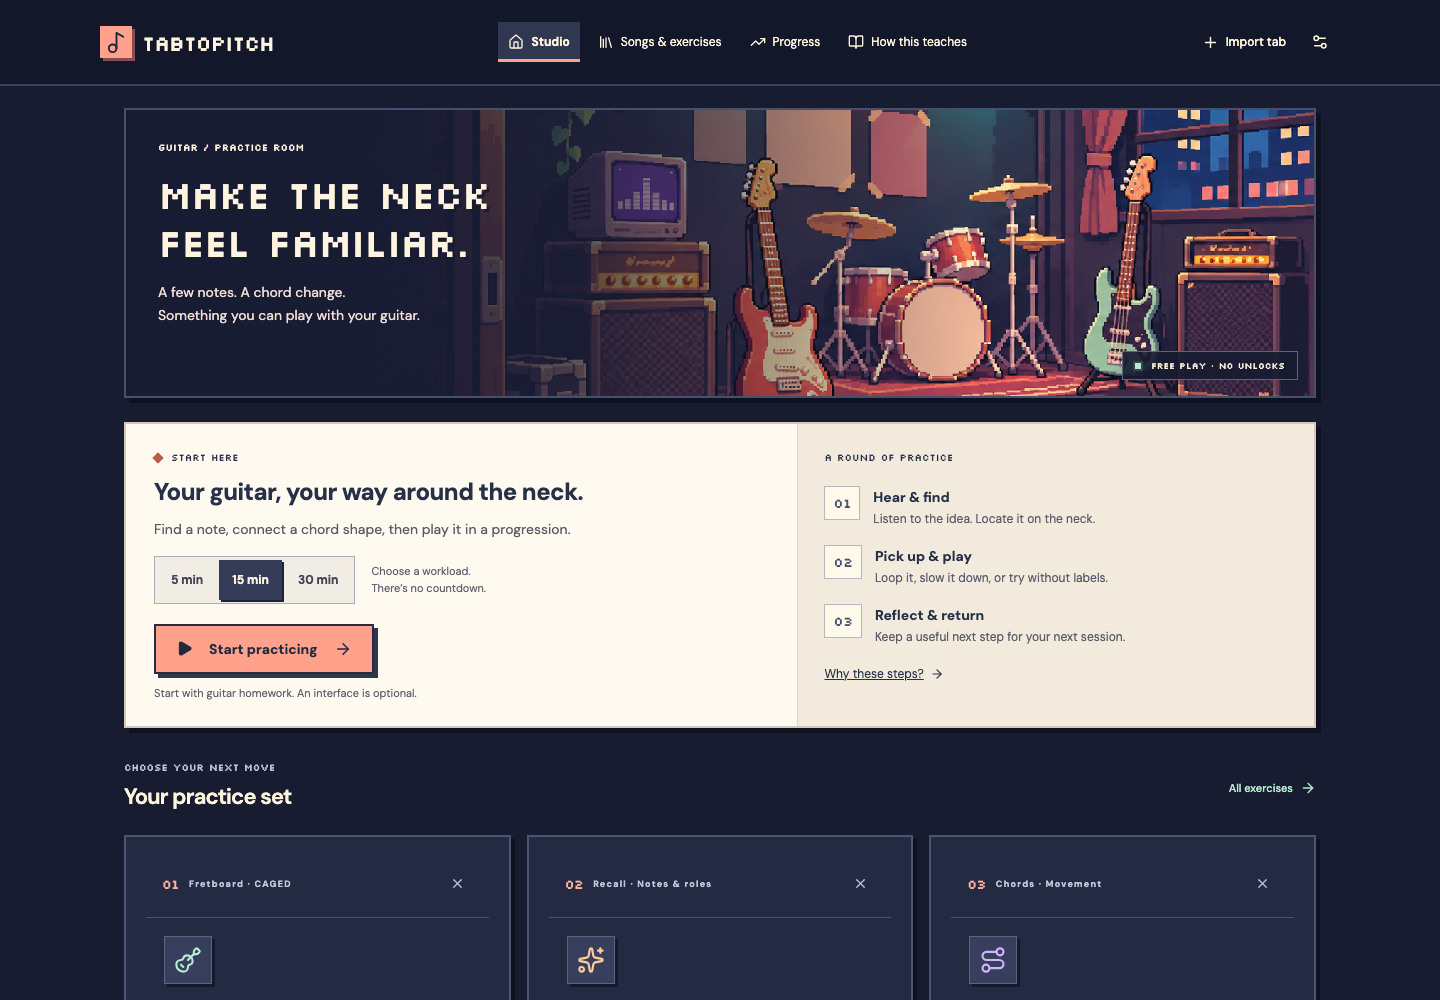 TABTOPITCH
Studio
Songs & exercises
Progress
How this teaches
Import tab
GUITAR / PRACTICE ROOM
MAKE THE NECK
FEEL FAMILIAR.
A few notes. A chord change.
Something you can play with your guitar.
FREE PLAY · NO UNLOCKS
START HERE
Your guitar, your way around the neck.
Find a note, connect a chord shape, then play it in a progression.
5 min
15 min
30 min
Choose a workload.
There's no countdown.
Start practicing
Start with guitar homework. An interface is optional.
A ROUND OF PRACTICE
01
Hear & find
Listen to the idea. Locate it on the neck.
02
Pick up & play
Loop it, slow it down, or try without labels.
03
Reflect & return
Keep a useful next step for your next session.
Why these steps?
CHOOSE YOUR NEXT MOVE
Your practice set
All exercises
01 Fretboard · CAGED
02 Recall · Notes & roles
03 Chords · Movement